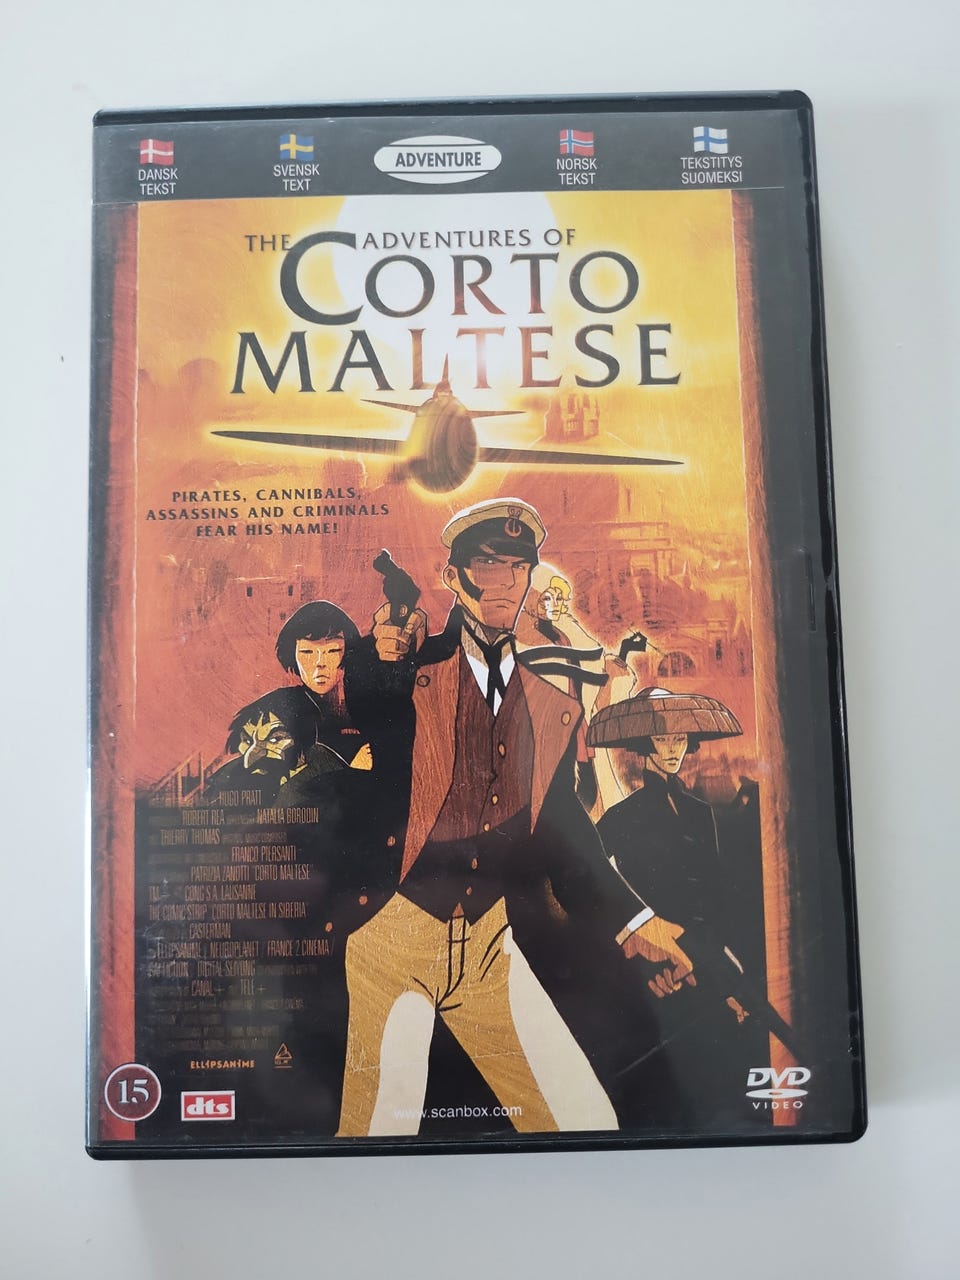 DANSK
TEKST
SVENSK
TEXT
ADVENTURE
NORSK
TEKST
TEKSTITYS
SUOMEKSI
THE ADVENTURES OF
CORTO
MALTESE
PIRATES, CANNIBALS,
ASSASSINS AND CRIMINALS
FEAR HIS NAME!
HUGO PRATT
ROBERT REA NATALIA BORODIN
THIERRY THOMAS
FRANCO PIERSANTI
PATRIZIA ZANOTTI "CORTO MALTESE"
CONG S.A. LAUSANNE
THE COMIC STRIP "CORTO MALTESE IN SIBERIA"
CASTERMAN
ELLIPSANIME NEUROPLANET FRANCE 2 CINEMA
CANAL+ TELE+
ELLIPSANIME
15
dts
www.scanbox.com
DVD
VIDEO